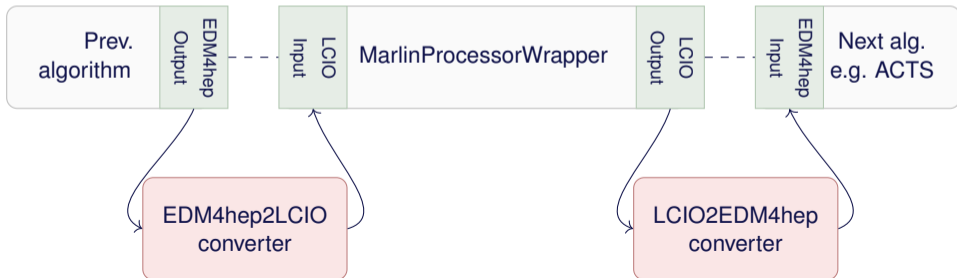 Prev.
algorithm
EDM4hep
Output
LCIO
Input
MarlinProcessorWrapper
LCIO
Output
EDM4hep
Input
Next alg.
e.g. ACTS
EDM4hep2LCIO
converter
LCIO2EDM4hep
converter